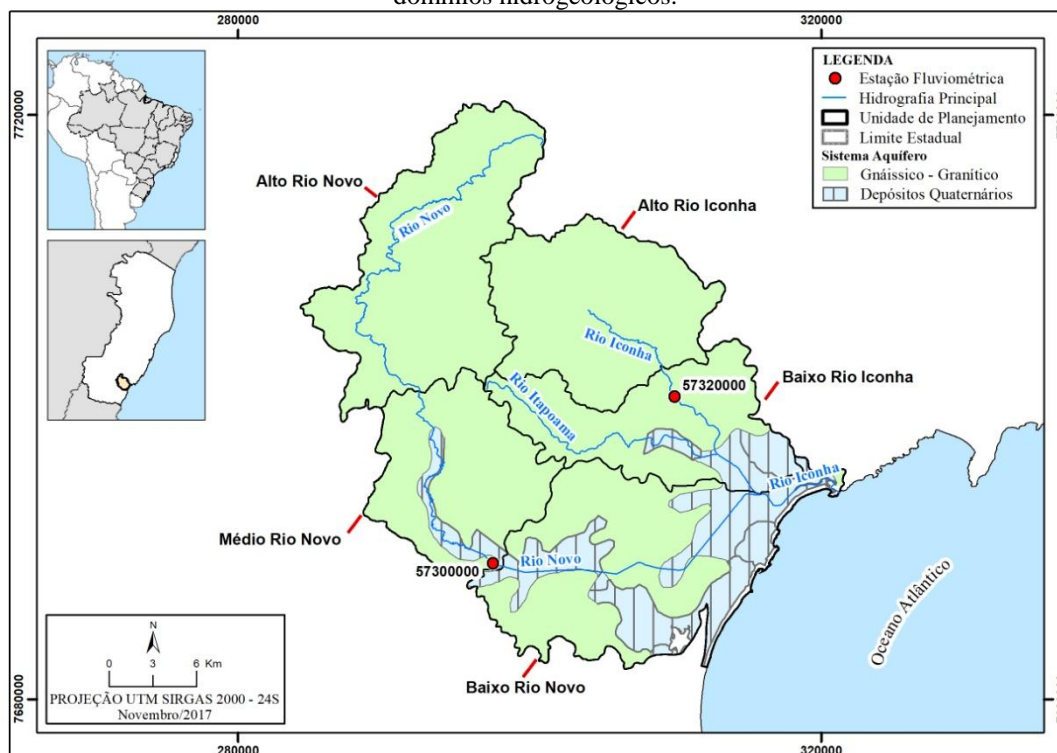 domínios hidrogeológicos.
280000
320000
7720000
LEGENDA
Estação Fluviométrica
Hidrografia Principal
Unidade de Planejamento
Limite Estadual
Sistema Aquífero
Gnáissico - Granítico
Depósitos Quaternários
Alto Rio Novo
Rio Novo
Alto Rio Iconha
Rio Iconha
57320000
Baixo Rio Iconha
Rio Itapoama
Rio Iconha
Médio Rio Novo
57300000
Rio Novo
Oceano Atlântico
Baixo Rio Novo
N
0 3 6 Km
PROJEÇÃO UTM SIRGAS 2000 - 24S
Novembro/2017
7680000
280000
320000